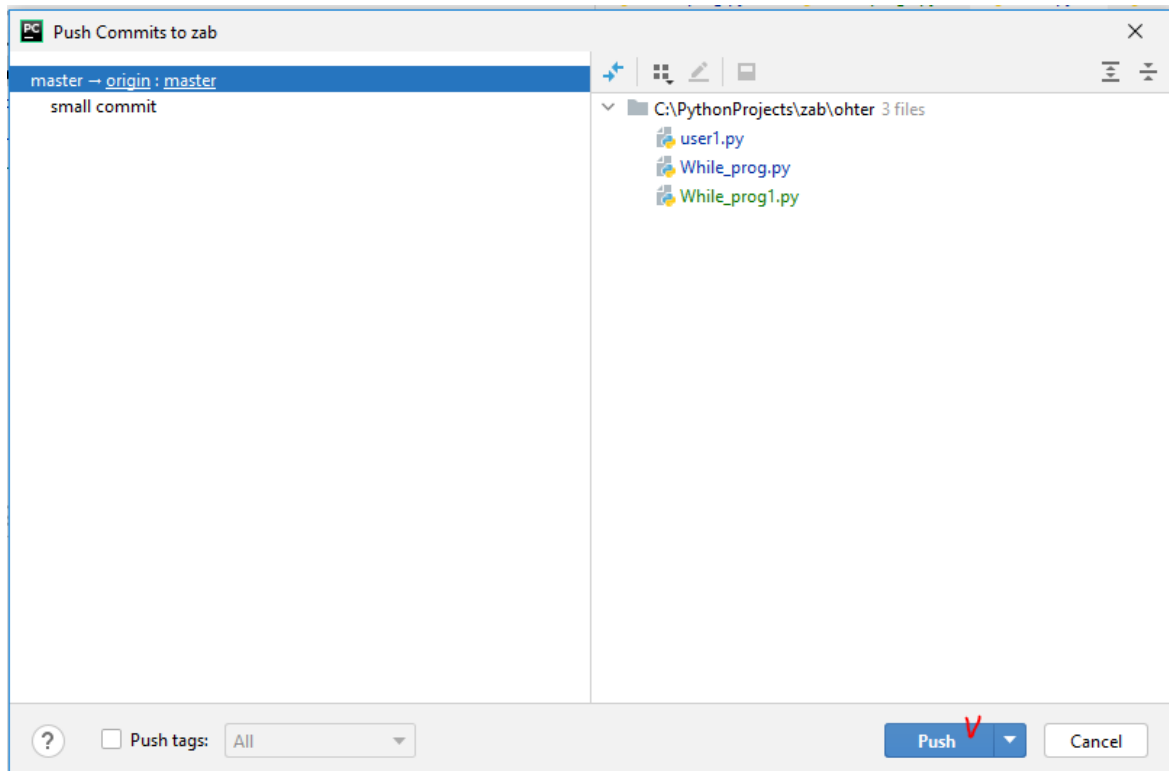 PC Push Commits to zab
master → origin : master
small commit
C:\PythonProjects\zab\ohter 3 files
user1.py
While_prog.py
While_prog1.py
? Push tags: All Push V Cancel